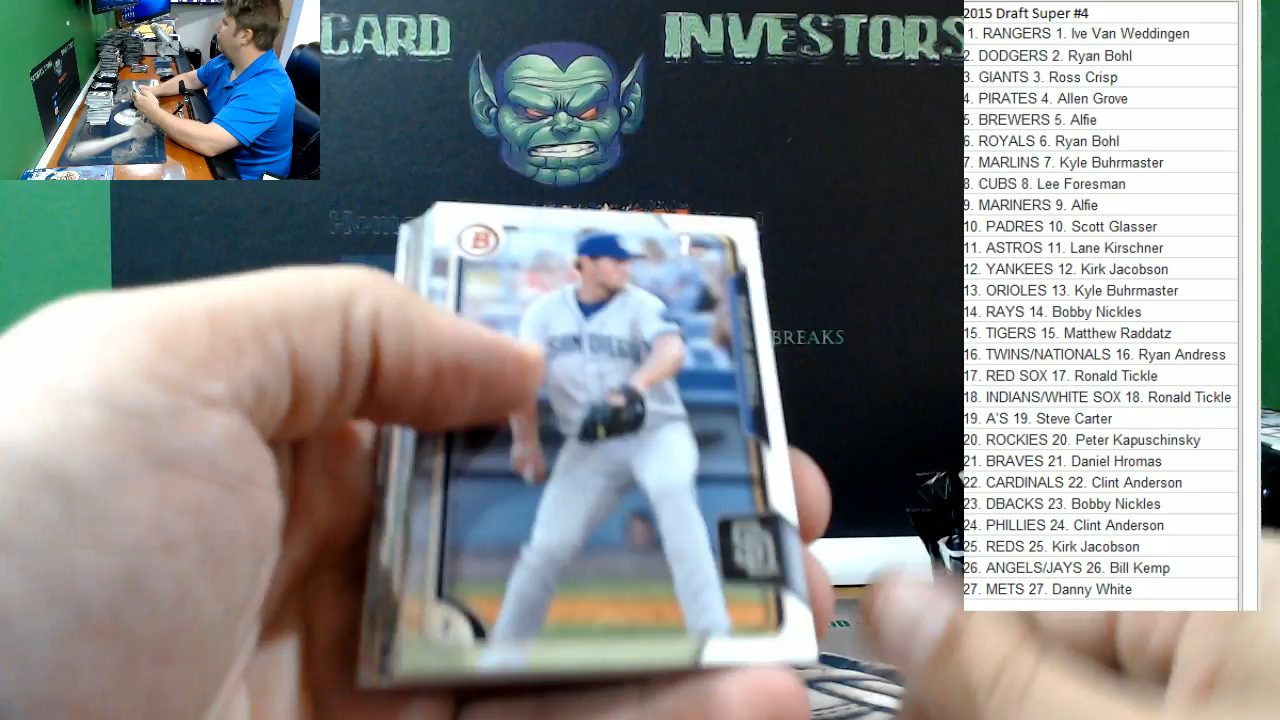 CARD INVESTORS
BREAKS
B
SAN DIEGO
SD
2015 Draft Super #4
1. RANGERS 1. Ive Van Weddingen
2. DODGERS 2. Ryan Bohl
3. GIANTS 3. Ross Crisp
4. PIRATES 4. Allen Grove
5. BREWERS 5. Alfie
6. ROYALS 6. Ryan Bohl
7. MARLINS 7. Kyle Buhrmaster
8. CUBS 8. Lee Foresman
9. MARINERS 9. Alfie
10. PADRES 10. Scott Glasser
11. ASTROS 11. Lane Kirschner
12. YANKEES 12. Kirk Jacobson
13. ORIOLES 13. Kyle Buhrmaster
14. RAYS 14. Bobby Nickles
15. TIGERS 15. Matthew Raddatz
16. TWINS/NATIONALS 16. Ryan Andress
17. RED SOX 17. Ronald Tickle
18. INDIANS/WHITE SOX 18. Ronald Tickle
19. A'S 19. Steve Carter
20. ROCKIES 20. Peter Kapuschinsky
21. BRAVES 21. Daniel Hromas
22. CARDINALS 22. Clint Anderson
23. DBACKS 23. Bobby Nickles
24. PHILLIES 24. Clint Anderson
25. REDS 25. Kirk Jacobson
26. ANGELS/JAYS 26. Bill Kemp
27. METS 27. Danny White